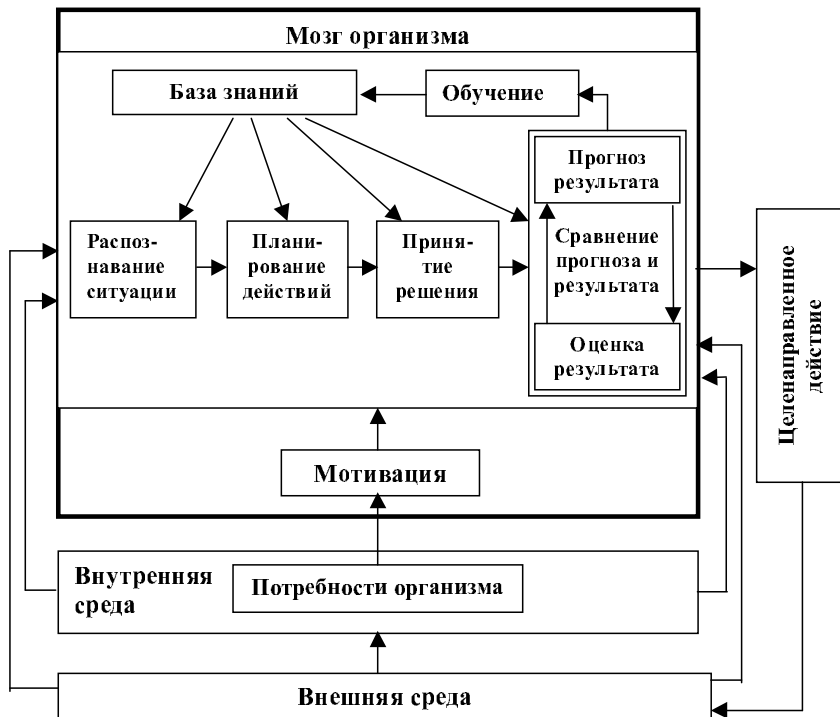 Мозг организма
База знаний
Обучение
Прогноз
результата
Распоз-
навание
ситуации
Плани-
рование
действий
Приня-
тие
решения
Сравнение
прогноза и
результата
Оценка
результата
Целенаправленное
действие
Мотивация
Внутренняя
среда
Потребности организма
Внешняя среда